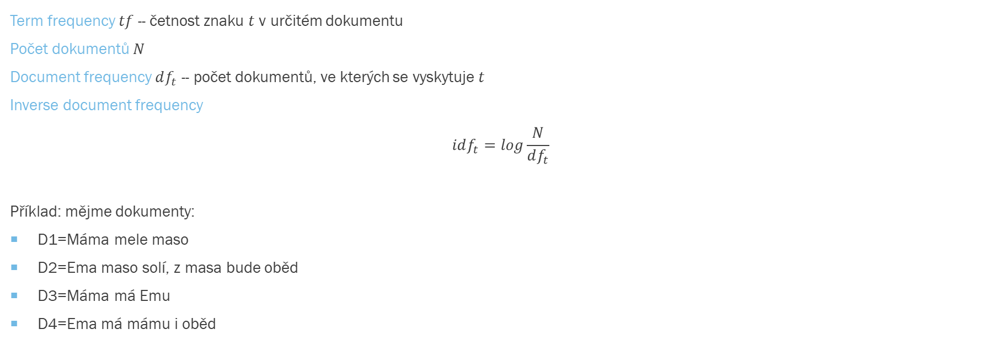 Term frequency tf -- četnost znaku t v určitém dokumentu
Počet dokumentů N
Document frequency df_t -- počet dokumentů, ve kterých se vyskytuje t
Inverse document frequency
idf_t = log N/df_t
Příklad: mějme dokumenty:
▪ D1=Máma mele maso
▪ D2=Ema maso solí, z masa bude oběd
▪ D3=Máma má Emu
▪ D4=Ema má mámu i oběd